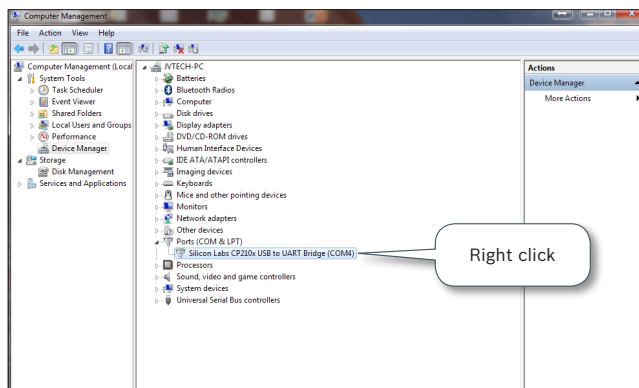 Computer Management
File Action View Help
Computer Management (Local
System Tools
Task Scheduler
Event Viewer
Shared Folders
Local Users and Groups
Performance
Device Manager
Storage
Disk Management
Services and Applications
JVTECH-PC
Batteries
Bluetooth Radios
Computer
Disk drives
Display adapters
DVD/CD-ROM drives
Human Interface Devices
IDE ATA/ATAPI controllers
Imaging devices
Keyboards
Mice and other pointing devices
Monitors
Network adapters
Other devices
Ports (COM & LPT)
Silicon Labs CP210x USB to UART Bridge (COM4)
Processors
Sound, video and game controllers
System devices
Universal Serial Bus controllers
Right click
Actions
Device Manager
More Actions